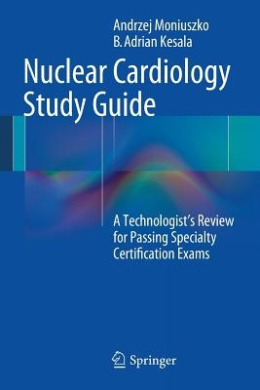 Andrzej Moniuszko
B. Adrian Kesala
Nuclear Cardiology
Study Guide
A Technologist's Review
for Passing Specialty
Certification Exams
Springer